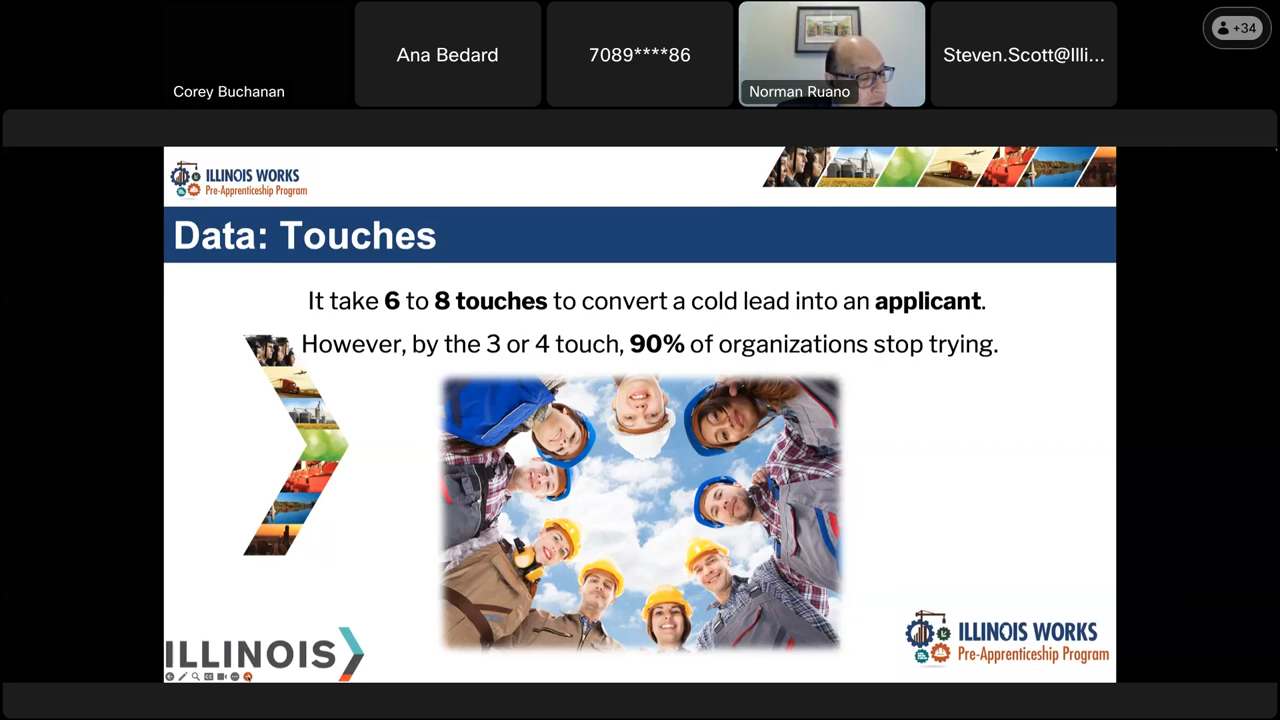 Corey Buchanan
Ana Bedard
7089****86
Norman Ruano
Steven.Scott@Illi...
+34
ILLINOIS WORKS
Pre-Apprenticeship Program
Data: Touches
It take 6 to 8 touches to convert a cold lead into an applicant.
However, by the 3 or 4 touch, 90% of organizations stop trying.
ILLINOIS
ILLINOIS WORKS
Pre-Apprenticeship Program